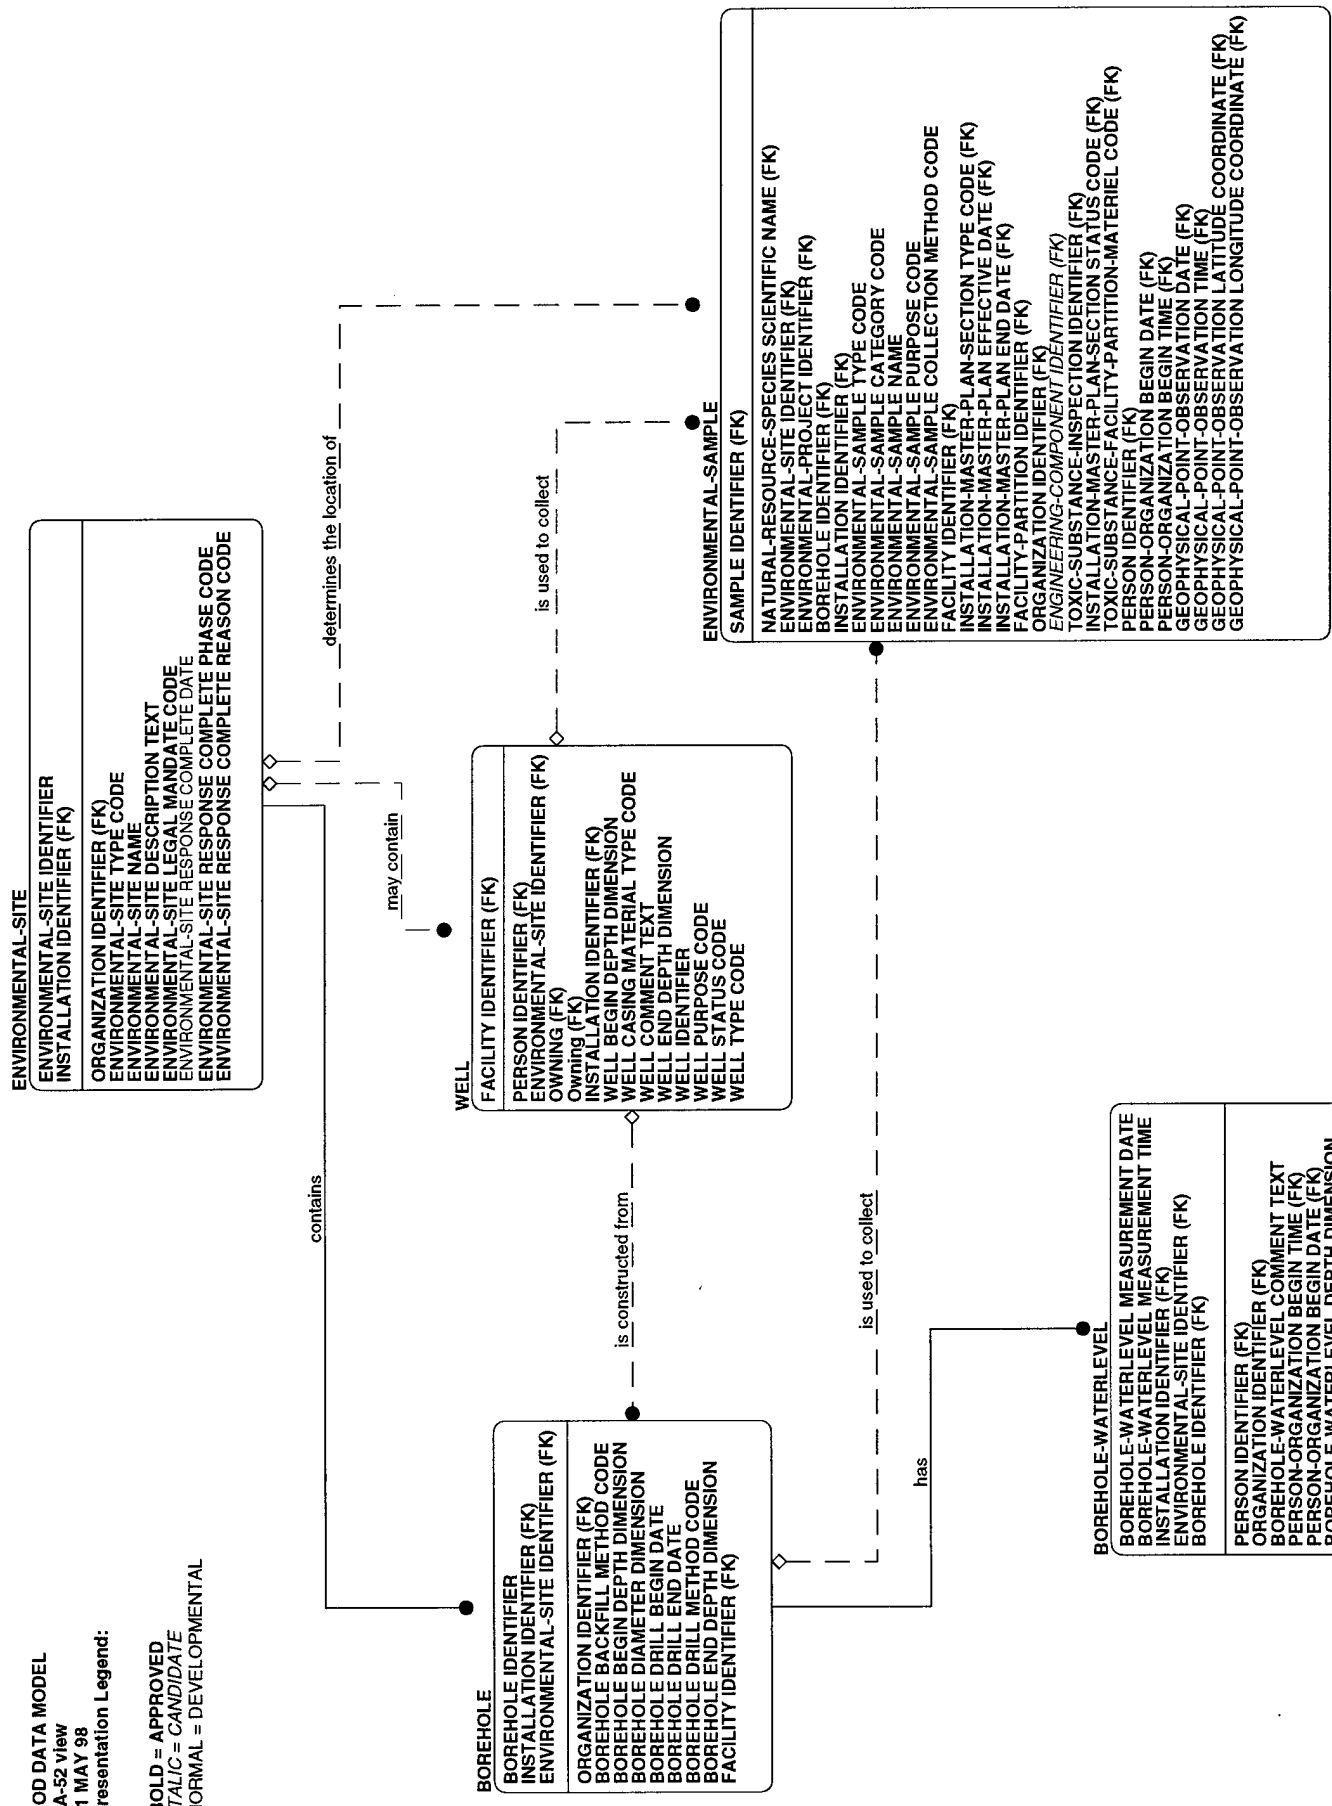 OD DATA MODEL
A-52 view
1 MAY 98
resentation Legend:
BOLD = APPROVED
TALIC = CANDIDATE
NORMAL = DEVELOPMENTAL
ENVIRONMENTAL-SITE
ENVIRONMENTAL-SITE IDENTIFIER
INSTALLATION IDENTIFIER (FK)
ORGANIZATION IDENTIFIER (FK)
ENVIRONMENTAL-SITE TYPE CODE
ENVIRONMENTAL-SITE NAME
ENVIRONMENTAL-SITE DESCRIPTION TEXT
ENVIRONMENTAL-SITE LEGAL MANDATE CODE
ENVIRONMENTAL-SITE RESPONSE COMPLETE DATE
ENVIRONMENTAL-SITE RESPONSE COMPLETE PHASE CODE
ENVIRONMENTAL-SITE RESPONSE COMPLETE REASON CODE
contains
may contain
determines the location of
BOREHOLE
BOREHOLE IDENTIFIER
INSTALLATION IDENTIFIER (FK)
ENVIRONMENTAL-SITE IDENTIFIER (FK)
ORGANIZATION IDENTIFIER (FK)
BOREHOLE BACKFILL METHOD CODE
BOREHOLE BEGIN DEPTH DIMENSION
BOREHOLE DIAMETER DIMENSION
BOREHOLE DRILL BEGIN DATE
BOREHOLE DRILL END DATE
BOREHOLE DRILL METHOD CODE
BOREHOLE END DEPTH DIMENSION
FACILITY IDENTIFIER (FK)
is constructed from
WELL
FACILITY IDENTIFIER (FK)
PERSON IDENTIFIER (FK)
ENVIRONMENTAL-SITE IDENTIFIER (FK)
OWNING (FK)
Owning (FK)
INSTALLATION IDENTIFIER (FK)
WELL BEGIN DEPTH DIMENSION
WELL CASING MATERIAL TYPE CODE
WELL COMMENT TEXT
WELL END DEPTH DIMENSION
WELL IDENTIFIER
WELL PURPOSE CODE
WELL STATUS CODE
WELL TYPE CODE
is used to collect
is used to collect
has
ENVIRONMENTAL-SAMPLE
SAMPLE IDENTIFIER (FK)
NATURAL-RESOURCE-SPECIES SCIENTIFIC NAME (FK)
ENVIRONMENTAL-SITE IDENTIFIER (FK)
ENVIRONMENTAL-PROJECT IDENTIFIER (FK)
BOREHOLE IDENTIFIER (FK)
INSTALLATION IDENTIFIER (FK)
ENVIRONMENTAL-SAMPLE TYPE CODE
ENVIRONMENTAL-SAMPLE CATEGORY CODE
ENVIRONMENTAL-SAMPLE NAME
ENVIRONMENTAL-SAMPLE PURPOSE CODE
ENVIRONMENTAL-SAMPLE COLLECTION METHOD CODE
FACILITY IDENTIFIER (FK)
INSTALLATION-MASTER-PLAN-SECTION TYPE CODE (FK)
INSTALLATION-MASTER-PLAN EFFECTIVE DATE (FK)
INSTALLATION-MASTER-PLAN END DATE (FK)
FACILITY-PARTITION IDENTIFIER (FK)
ORGANIZATION IDENTIFIER (FK)
ENGINEERING-COMPONENT IDENTIFIER (FK)
TOXIC-SUBSTANCE-INSPECTION IDENTIFIER (FK)
INSTALLATION-MASTER-PLAN-SECTION STATUS CODE (FK)
TOXIC-SUBSTANCE-FACILITY-PARTITION-MATERIEL CODE (FK)
PERSON IDENTIFIER (FK)
PERSON-ORGANIZATION BEGIN DATE (FK)
PERSON-ORGANIZATION BEGIN TIME (FK)
GEOPHYSICAL-POINT-OBSERVATION DATE (FK)
GEOPHYSICAL-POINT-OBSERVATION TIME (FK)
GEOPHYSICAL-POINT-OBSERVATION LATITUDE COORDINATE (FK)
GEOPHYSICAL-POINT-OBSERVATION LONGITUDE COORDINATE (FK)
BOREHOLE-WATERLEVEL
BOREHOLE-WATERLEVEL MEASUREMENT DATE
BOREHOLE-WATERLEVEL MEASUREMENT TIME
INSTALLATION IDENTIFIER (FK)
ENVIRONMENTAL-SITE IDENTIFIER (FK)
BOREHOLE IDENTIFIER (FK)
PERSON IDENTIFIER (FK)
ORGANIZATION IDENTIFIER (FK)
BOREHOLE-WATERLEVEL COMMENT TEXT
PERSON-ORGANIZATION BEGIN TIME (FK)
PERSON-ORGANIZATION BEGIN DATE (FK)
BOREHOLE-WATERLEVEL DEPTH DIMENSION